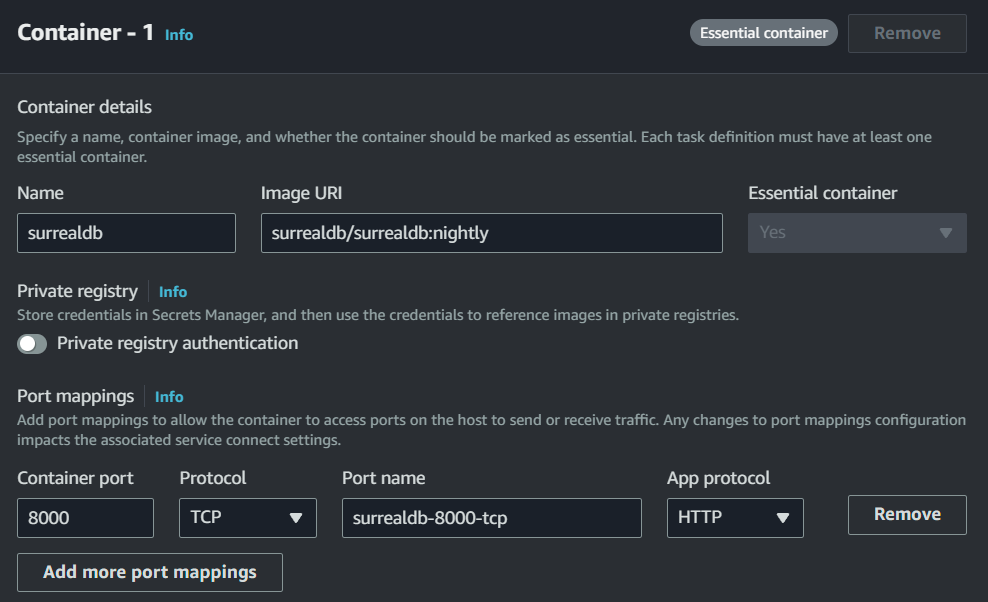 Container - 1 Info Essential container Remove
Container details
Specify a name, container image, and whether the container should be marked as essential. Each task definition must have at least one
essential container.
Name Image URI Essential container
surrealdb surrealdb/surrealdb:nightly Yes
Private registry Info
Store credentials in Secrets Manager, and then use the credentials to reference images in private registries.
Private registry authentication
Port mappings Info
Add port mappings to allow the container to access ports on the host to send or receive traffic. Any changes to port mappings configuration
impacts the associated service connect settings.
Container port Protocol Port name App protocol
8000 TCP surrealdb-8000-tcp HTTP Remove
Add more port mappings